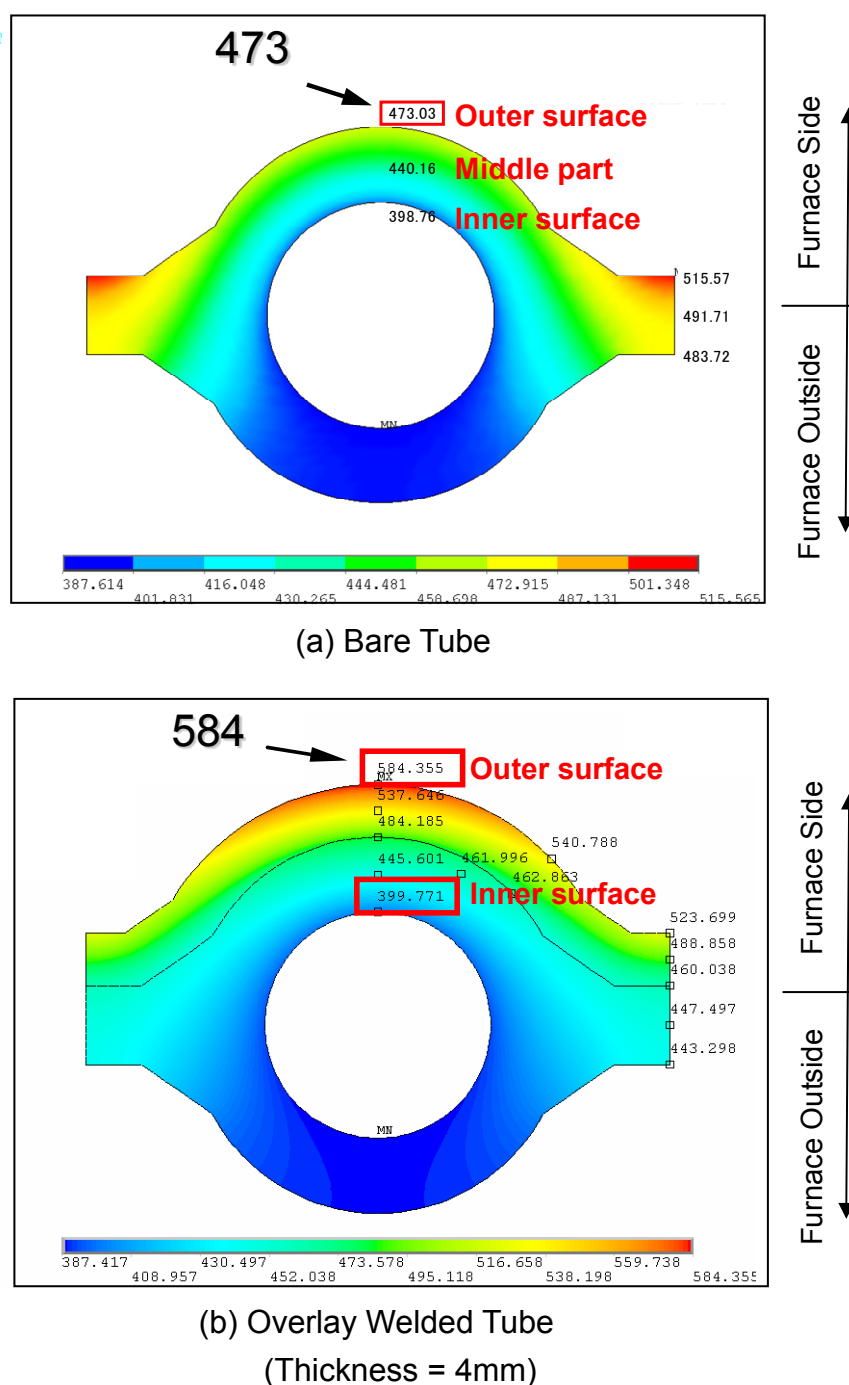 473
473.03 Outer surface
440.16 Middle part
398.76 Inner surface
515.57
491.71
483.72
MN
387.614 416.048 444.481 472.915 501.348
401.831 430.265 458.698 487.131 515.565
Furnace Side
Furnace Outside
(a) Bare Tube
584
584.355 Outer surface
MX
537.646
484.185
540.788
445.601 461.996
462.863
399.771 Inner surface
523.699
488.858
460.038
447.497
443.298
MN
387.417 430.497 473.578 516.658 559.738
408.957 452.038 495.118 538.198 584.355
Furnace Side
Furnace Outside
(b) Overlay Welded Tube
(Thickness = 4mm)